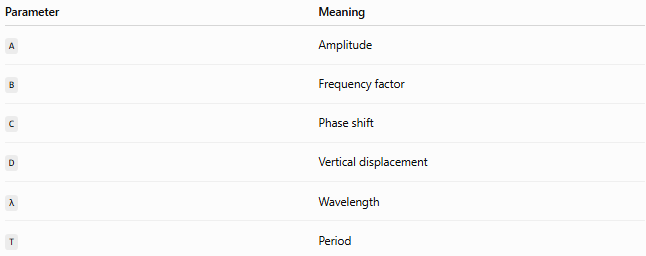 Parameter Meaning
A Amplitude
B Frequency factor
C Phase shift
D Vertical displacement
λ Wavelength
T Period